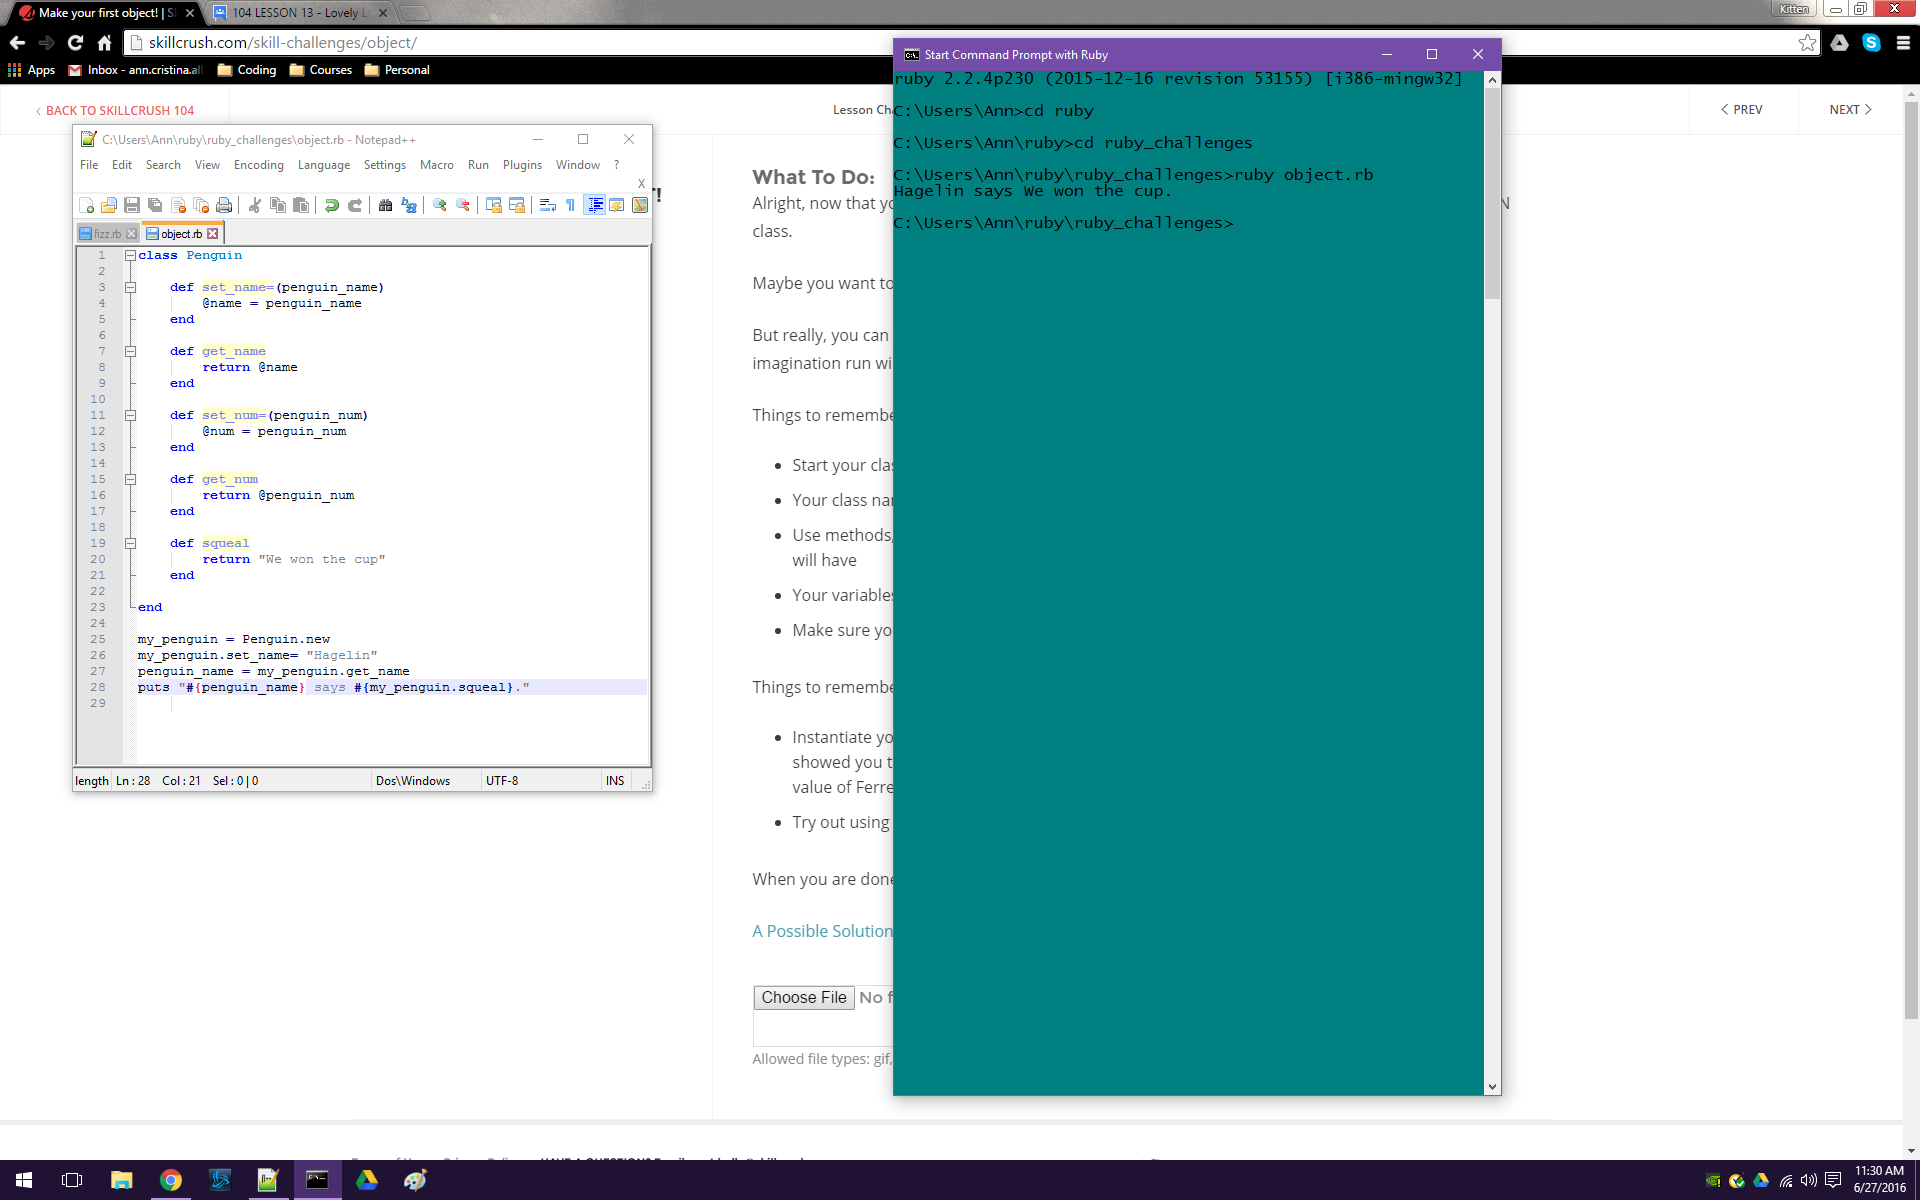 Make your first object! | S
104 LESSON 13 - Lovely L
Kitten
skillcrush.com/skill-challenges/object/
Apps
Inbox - ann.cristina.al
Coding
Courses
Personal
BACK TO SKILLCRUSH 104
Lesson Cha
PREV
NEXT
C:\Users\Ann\ruby\ruby_challenges\object.rb - Notepad++
File Edit Search View Encoding Language Settings Macro Run Plugins Window ?
X
fizz.rb
object.rb
1 class Penguin
2
3 def set_name=(penguin_name)
4 @name = penguin_name
5 end
6
7 def get_name
8 return @name
9 end
10
11 def set_num=(penguin_num)
12 @num = penguin_num
13 end
14
15 def get_num
16 return @penguin_num
17 end
18
19 def squeal
20 return "We won the cup"
21 end
22
23 end
24
25 my_penguin = Penguin.new
26 my_penguin.set_name= "Hagelin"
27 penguin_name = my_penguin.get_name
28 puts "#{penguin_name} says #{my_penguin.squeal}."
29
length Ln : 28 Col : 21 Sel : 0 | 0 Dos\Windows UTF-8 INS
!
What To Do:
Alright, now that yo
N
class.
Maybe you want to
But really, you can
imagination run wi
Things to remembe
Start your clas
Your class nan
Use methods,
will have
Your variables
Make sure yo
Things to remembe
Instantiate yo
showed you t
value of Ferre
Try out using
When you are done
A Possible Solution
Choose File No f
Allowed file types: gif,
Start Command Prompt with Ruby
ruby 2.2.4p230 (2015-12-16 revision 53155) [i386-mingw32]
C:\Users\Ann>cd ruby
C:\Users\Ann\ruby>cd ruby_challenges
C:\Users\Ann\ruby\ruby_challenges>ruby object.rb
Hagelin says We won the cup.
C:\Users\Ann\ruby\ruby_challenges>
11:30 AM
6/27/2016